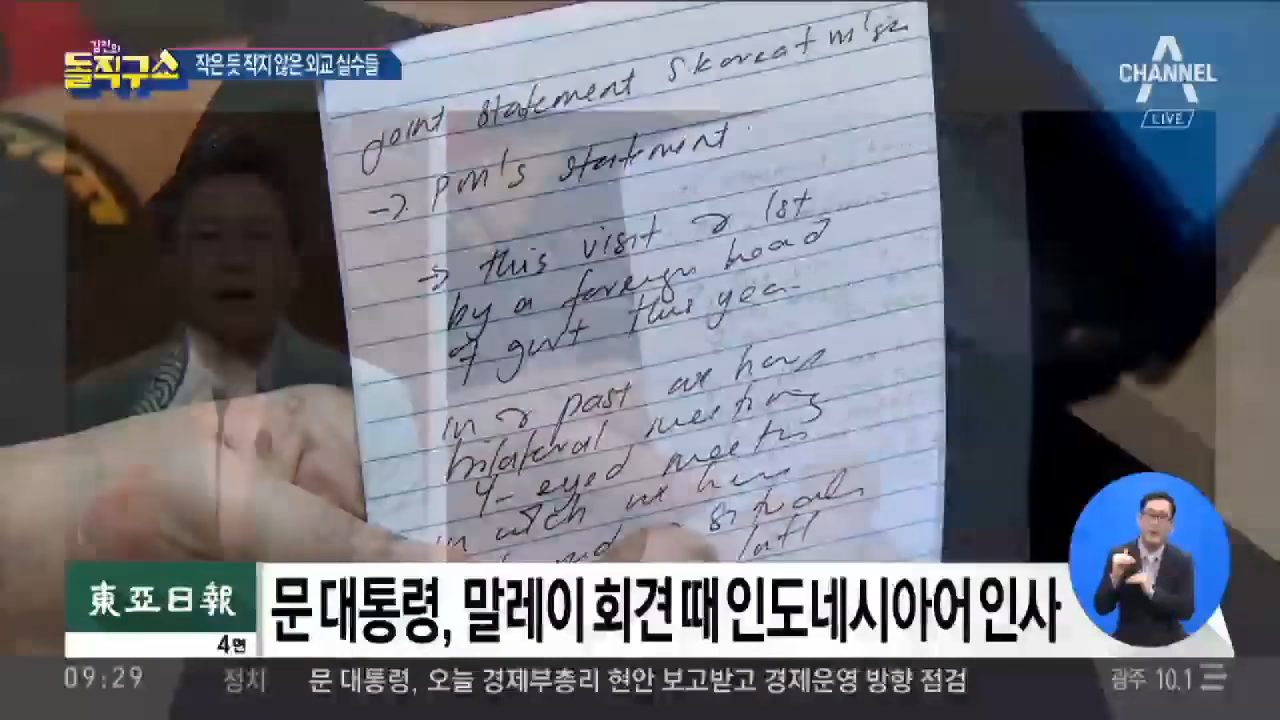 김진의
돌직구쇼
작은 듯 작지 않은 외교 실수들
CHANNEL A
LIVE
joint statement Skorea + m'sia
→ PM's statement.
→ this visit 1st
by a foreign head
of govt this year
in past we have
bilateral meeting
4-eyed meetin
in which we have
東亞日報
4면
문 대통령, 말레이 회견 때 인도네시아어 인사
09:29 정치 문 대통령, 오늘 경제부총리 현안 보고받고 경제운영 방향 점검 광주 10.1